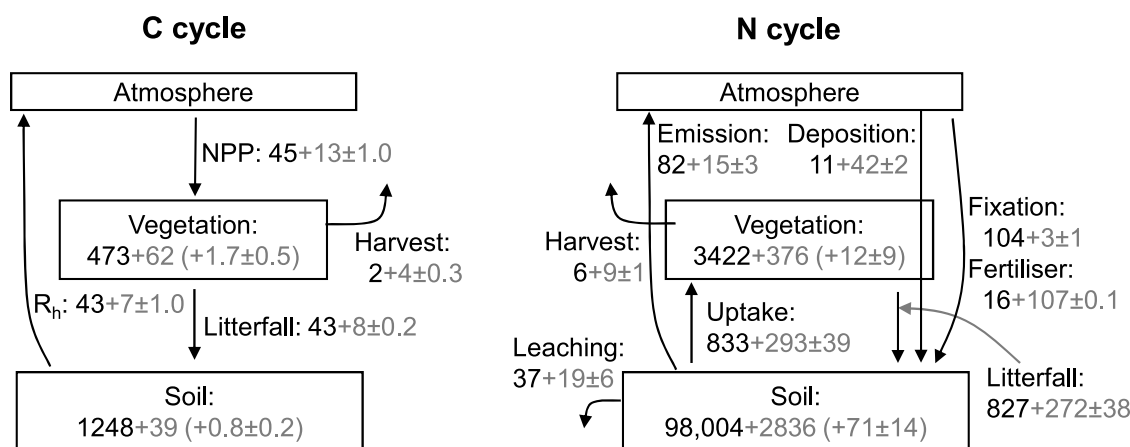 C cycle
Atmosphere
NPP: 45+13±1.0
Vegetation:
473+62 (+1.7±0.5)
Harvest:
2+4±0.3
Rₕ: 43+7±1.0
Litterfall: 43+8±0.2
Soil:
1248+39 (+0.8±0.2)
N cycle
Atmosphere
Emission:
82+15±3
Deposition:
11+42±2
Vegetation:
3422+376 (+12±9)
Harvest:
6+9±1
Fixation:
104+3±1
Fertiliser:
16+107±0.1
Uptake:
833+293±39
Leaching:
37+19±6
Litterfall:
827+272±38
Soil:
98,004+2836 (+71±14)